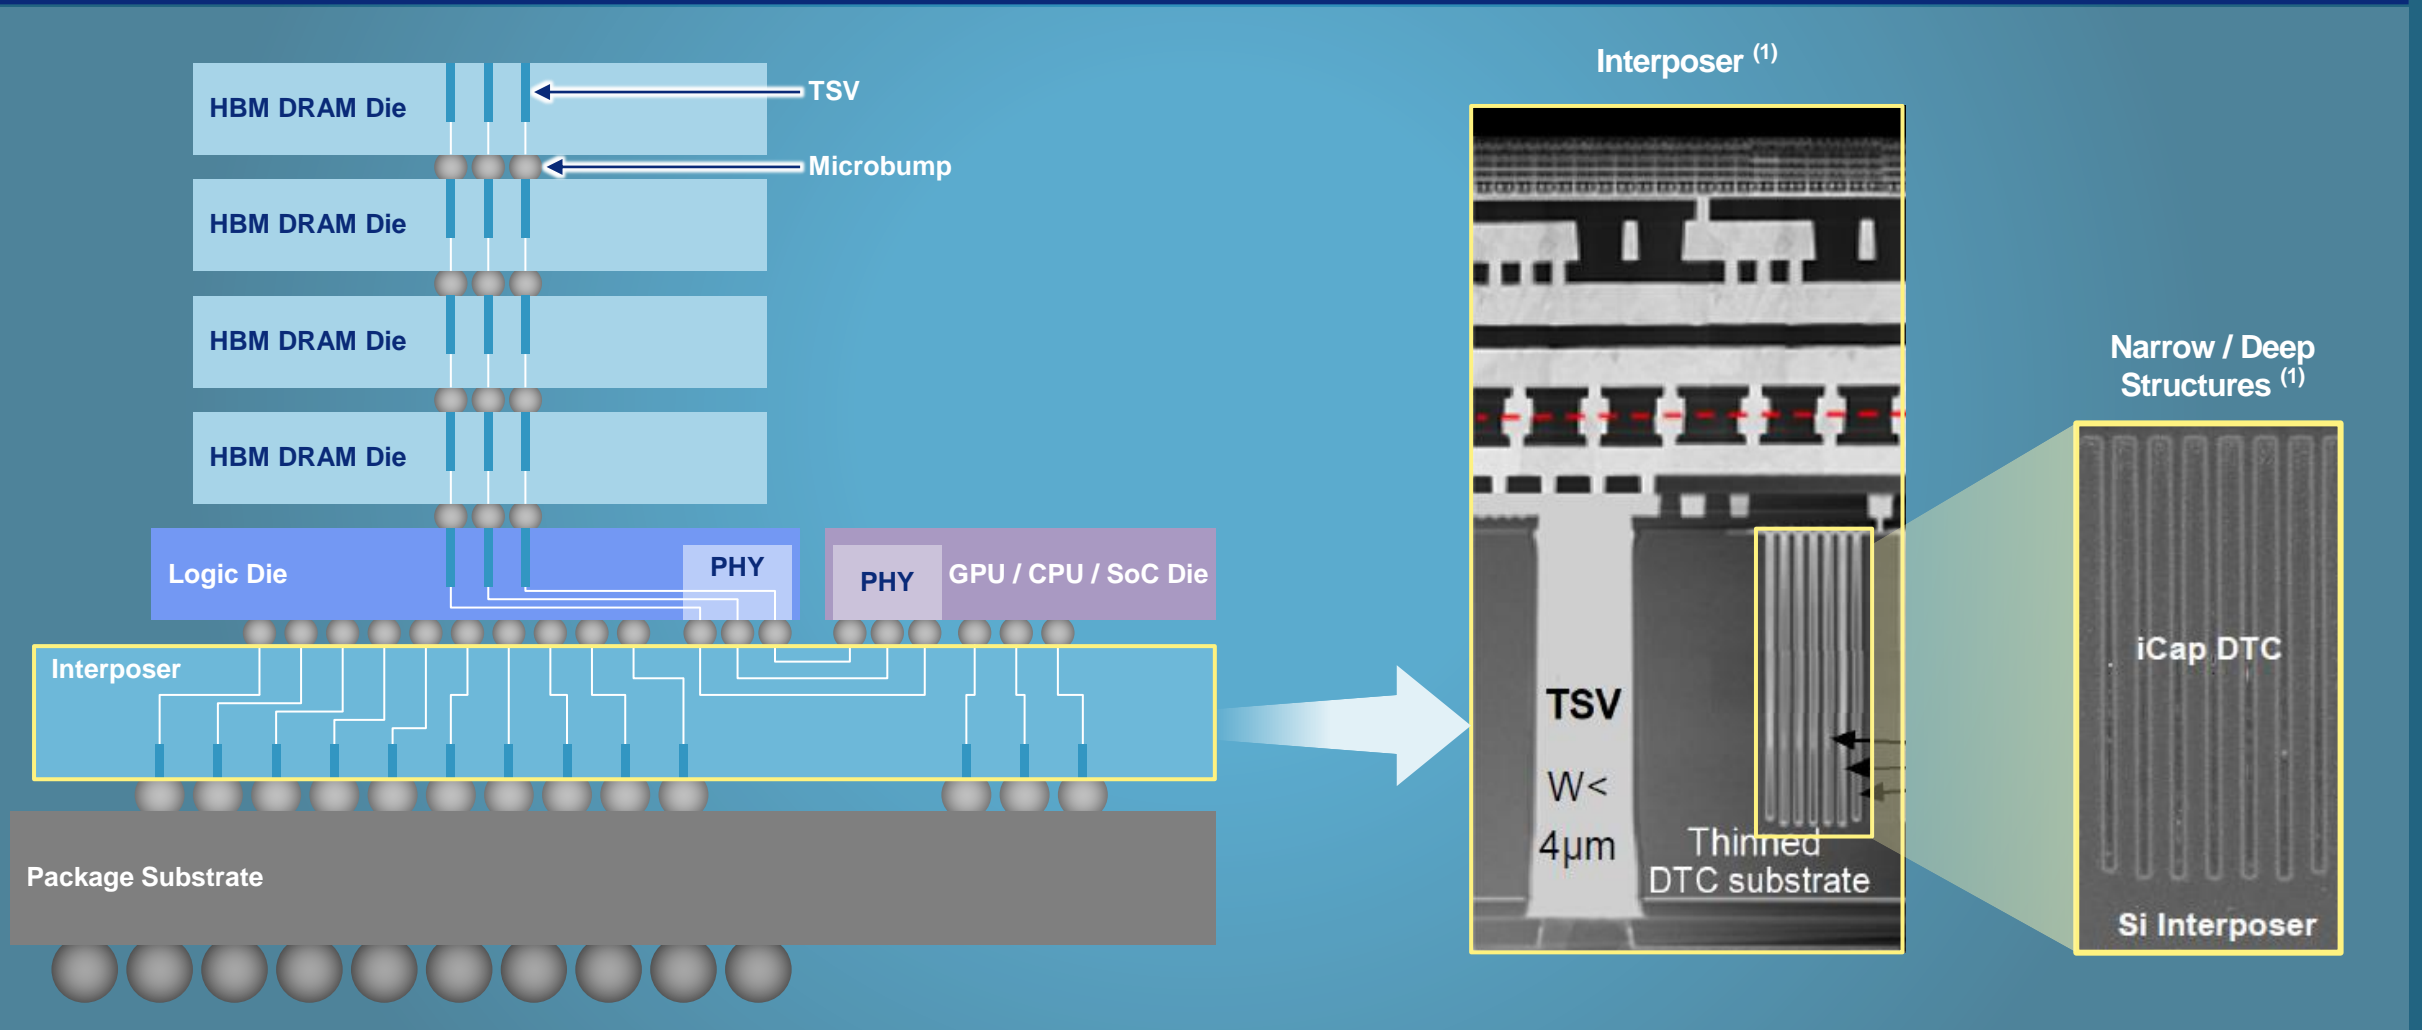 HBM DRAM Die
TSV
Microbump
HBM DRAM Die
HBM DRAM Die
HBM DRAM Die
Logic Die
PHY
PHY
GPU / CPU / SoC Die
Interposer
Package Substrate
Interposer (1)
TSV
W<
4µm
Thinned
DTC substrate
Narrow / Deep
Structures (1)
iCap DTC
Si Interposer